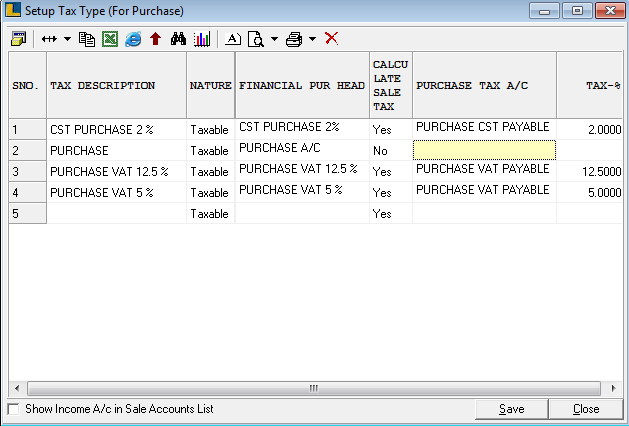 Setup Tax Type (For Purchase)
SNO. TAX DESCRIPTION NATURE FINANCIAL PUR HEAD CALCU LATE SALE TAX PURCHASE TAX A/C TAX-%
1 CST PURCHASE 2 % Taxable CST PURCHASE 2% Yes PURCHASE CST PAYABLE 2.0000
2 PURCHASE Taxable PURCHASE A/C No
3 PURCHASE VAT 12.5 % Taxable PURCHASE VAT 12.5 % Yes PURCHASE VAT PAYABLE 12.5000
4 PURCHASE VAT 5 % Taxable PURCHASE VAT 5 % Yes PURCHASE VAT PAYABLE 5.0000
5 Taxable Yes
Show Income A/c in Sale Accounts List Save Close